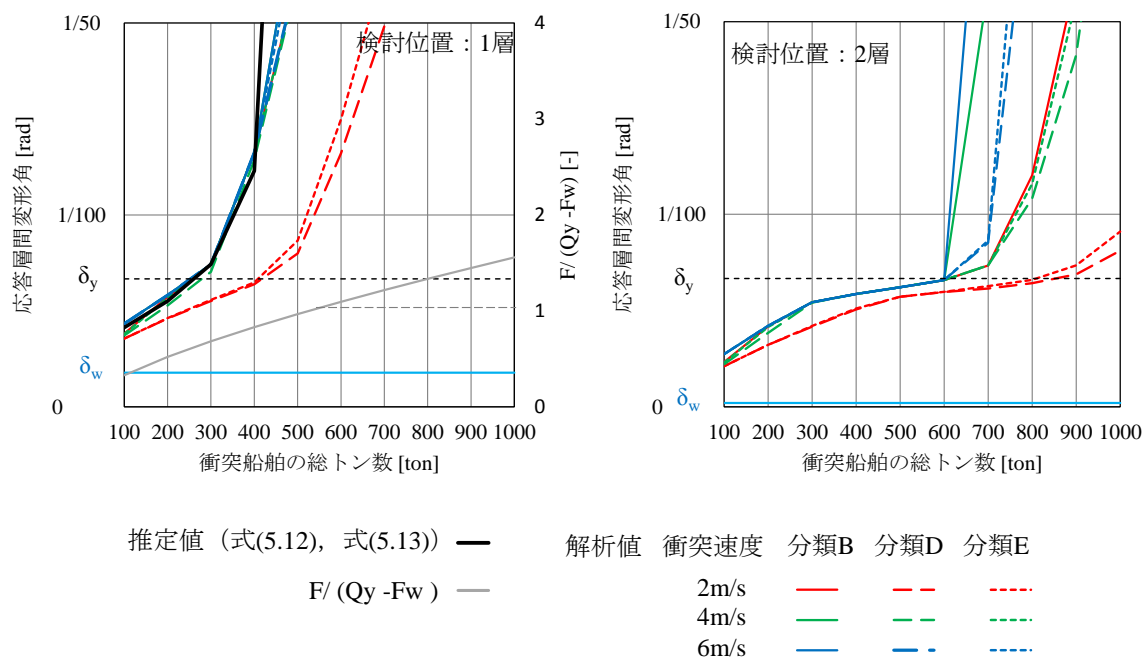 1/50
1/100
δy
δw
0
応答層間変形角 [rad]
検討位置：1層
4
3
2
1
0
F/ (Qy -Fw) [-]
100 200 300 400 500 600 700 800 900 1000
衝突船舶の総トン数 [ton]
1/50
1/100
δy
δw
0
応答層間変形角 [rad]
検討位置：2層
100 200 300 400 500 600 700 800 900 1000
衝突船舶の総トン数 [ton]
推定値（式(5.12)，式(5.13)）
F/ (Qy -Fw )
解析値 衝突速度 分類B 分類D 分類E
2m/s
4m/s
6m/s